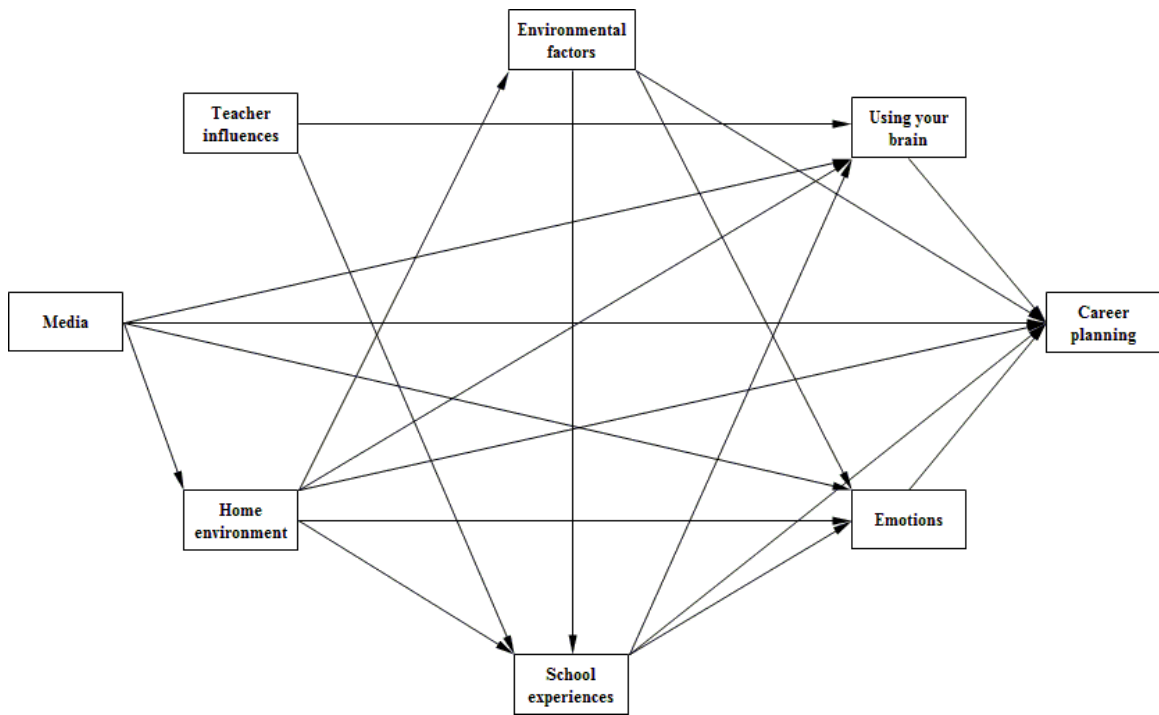 Environmental
factors
Teacher
influences
Using your
brain
Media
Career
planning
Home
environment
Emotions
School
experiences